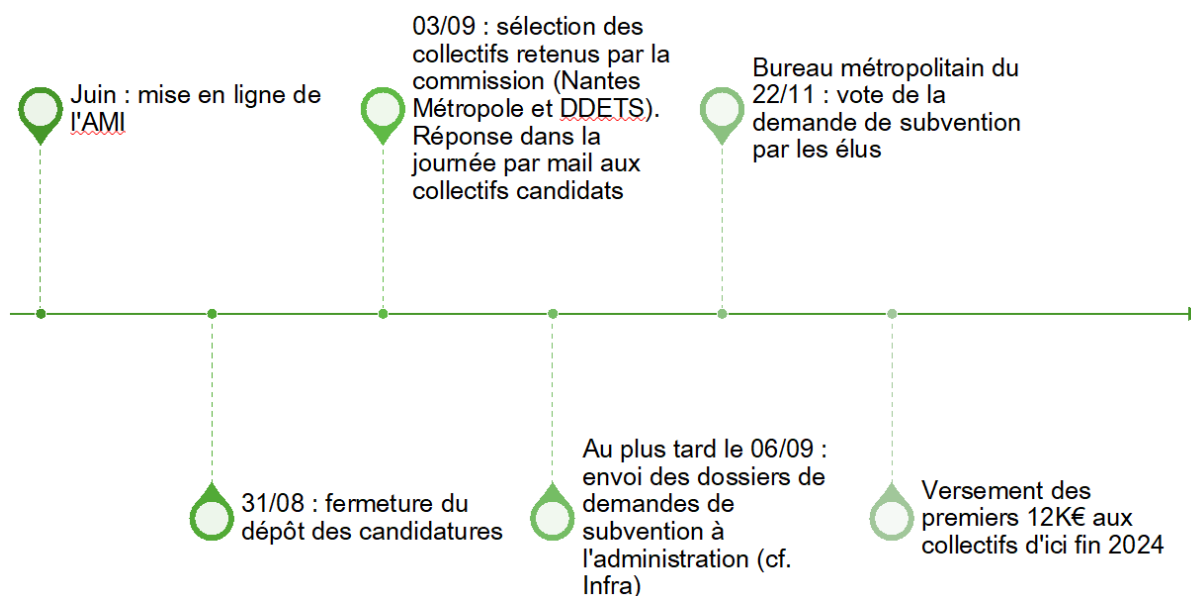 Juin : mise en ligne de
l'AMI
31/08 : fermeture du
dépôt des candidatures
03/09 : sélection des
collectifs retenus par la
commission (Nantes
Métropole et DDETS).
Réponse dans la
journée par mail aux
collectifs candidats
Au plus tard le 06/09 :
envoi des dossiers de
demandes de
subvention à
l'administration (cf.
Infra)
Bureau métropolitain du
22/11 : vote de la
demande de subvention
par les élus
Versement des
premiers 12K€ aux
collectifs d'ici fin 2024